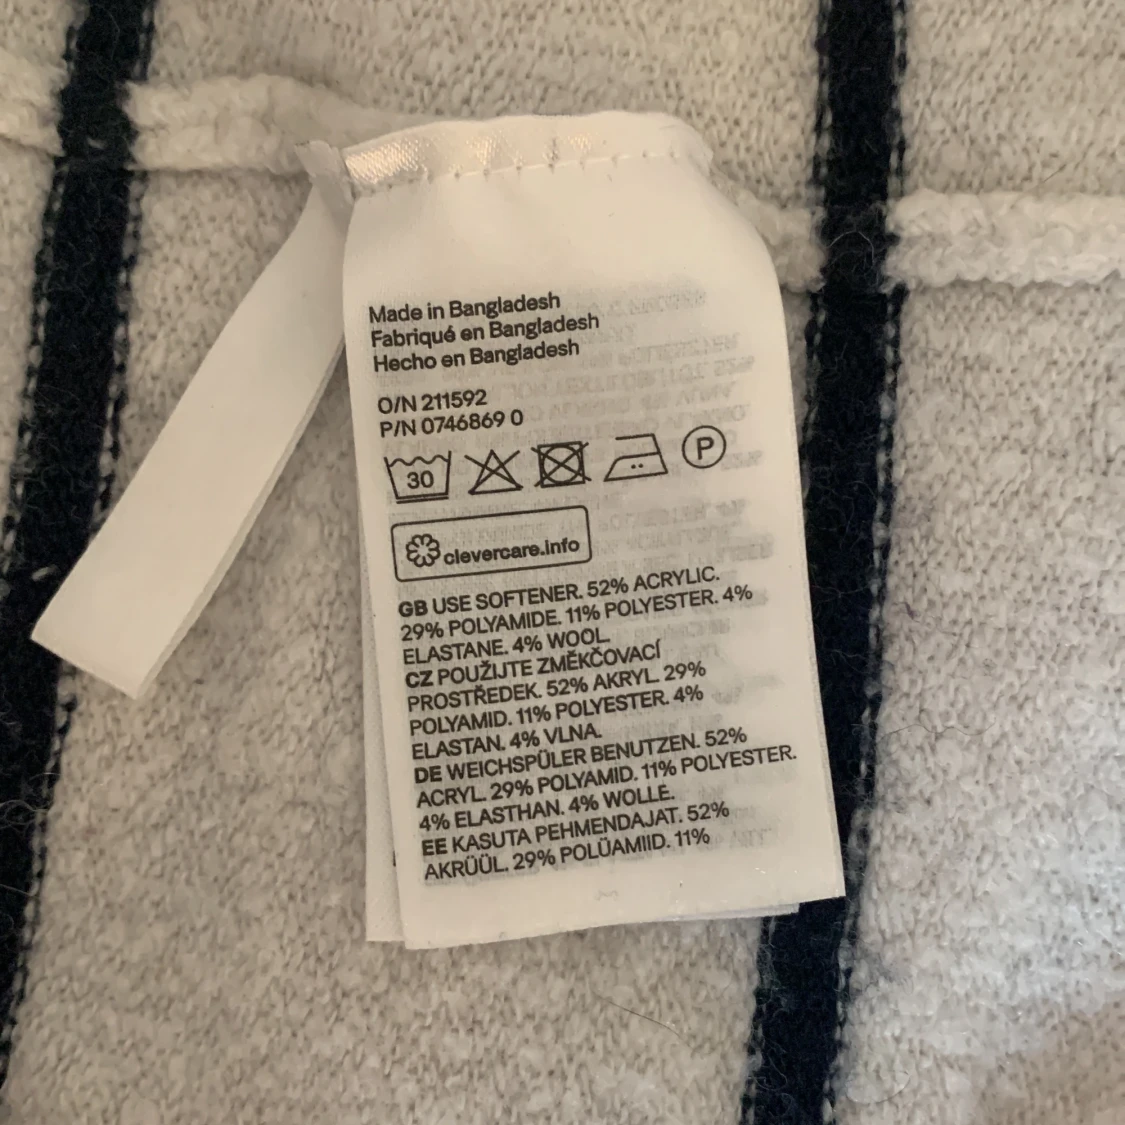 Made in Bangladesh
Fabriqué en Bangladesh
Hecho en Bangladesh
O/N 211592
P/N 0746869 0
30
P
clevercare.info
GB USE SOFTENER. 52% ACRYLIC.
29% POLYAMIDE. 11% POLYESTER. 4%
ELASTANE. 4% WOOL.
CZ POUŽIJTE ZMĚKČOVACÍ
PROSTŘEDEK. 52% AKRYL. 29%
POLYAMID. 11% POLYESTER. 4%
ELASTAN. 4% VLNA.
DE WEICHSPÜLER BENUTZEN. 52%
ACRYL. 29% POLYAMID. 11% POLYESTER.
4% ELASTHAN. 4% WOLLE.
EE KASUTA PEHMENDAJAT. 52%
AKRÜÜL. 29% POLÜAMIID. 11%